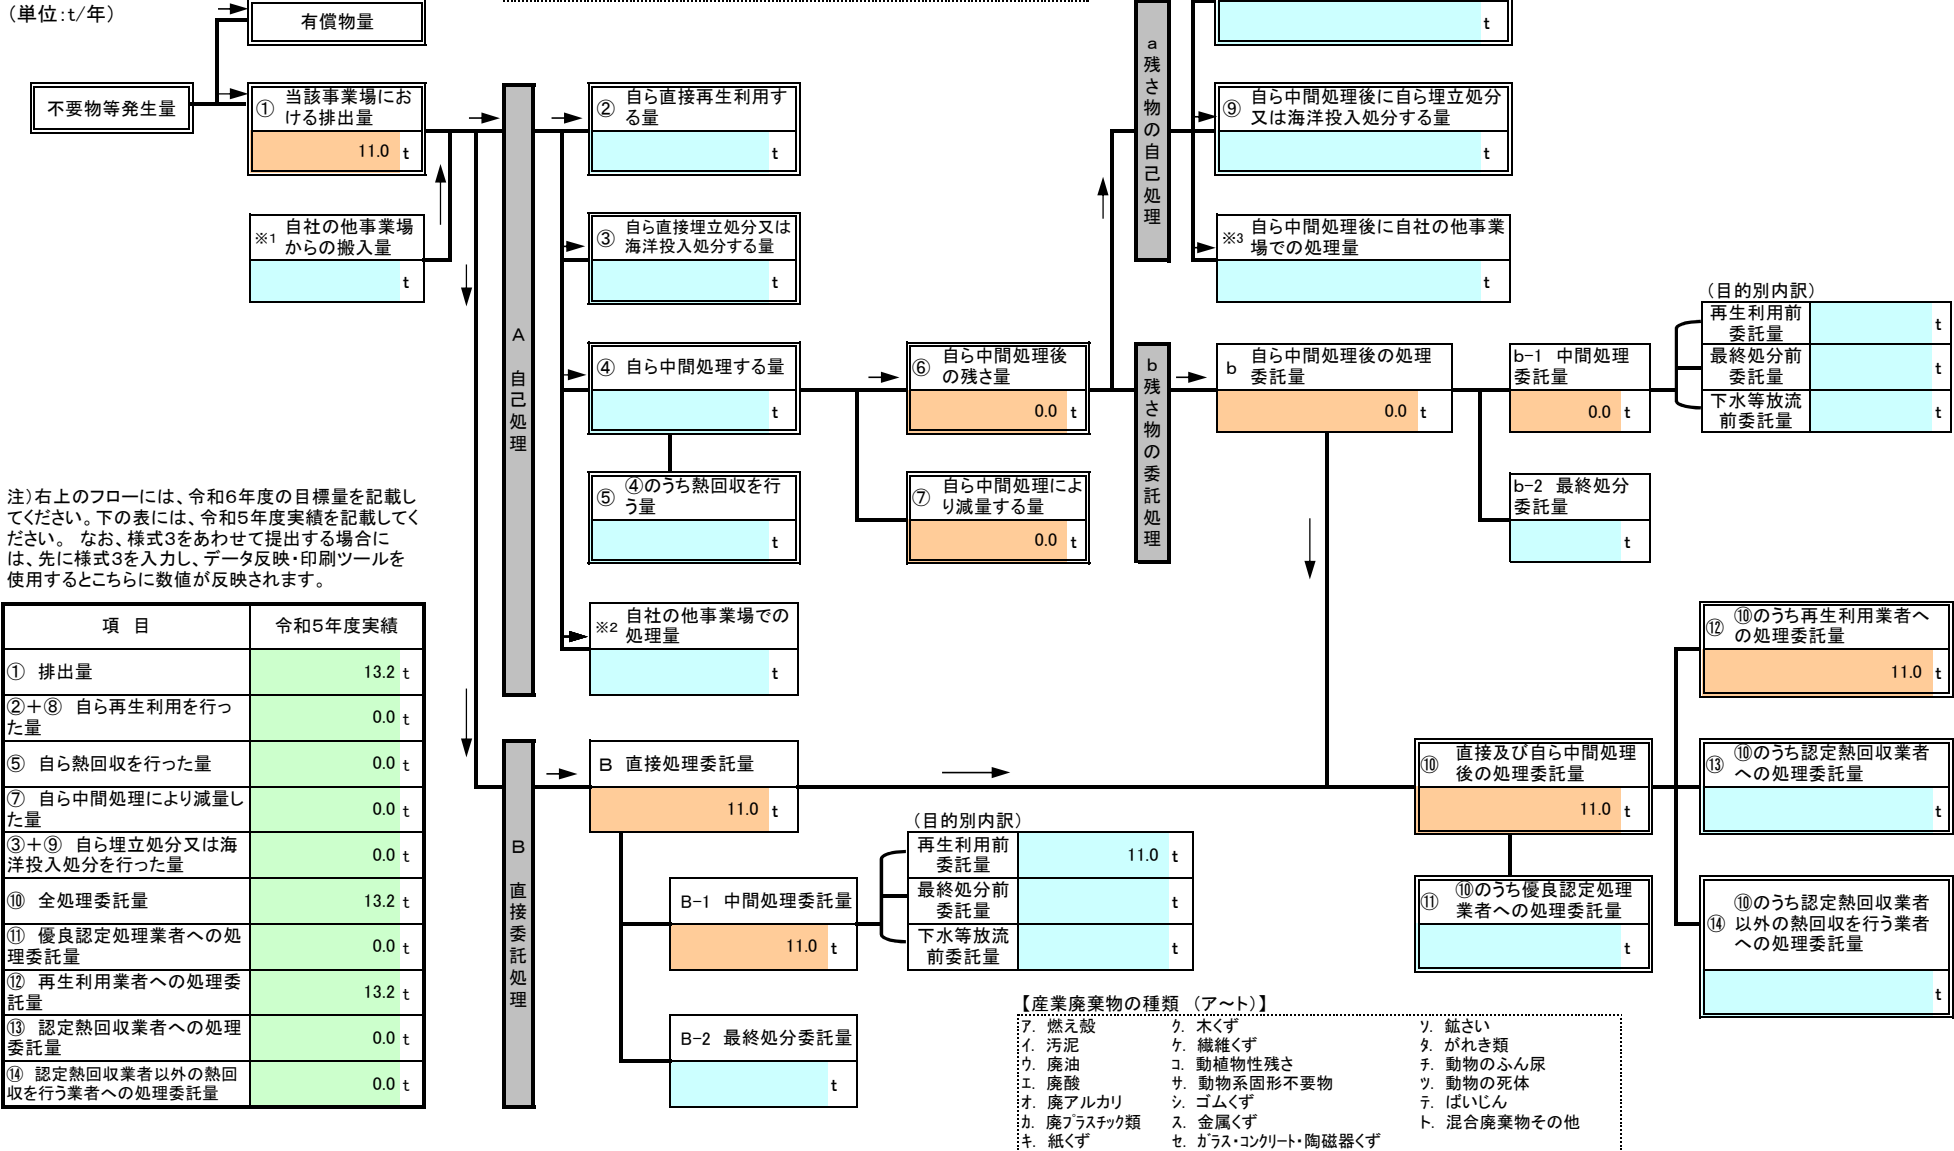 (単位:t/年)
有償物量
t
不要物等発生量
① 当該事業場にお
ける排出量
11.0 t
※1 自社の他事業場
からの搬入量
t
A 自己処理
② 自ら直接再生利用す
る量
t
③ 自ら直接埋立処分又は
海洋投入処分する量
t
④ 自ら中間処理する量
t
⑤ ④のうち熱回収を行
う量
t
※2 自社の他事業場での
処理量
t
⑥ 自ら中間処理後
の残さ量
0.0 t
⑦ 自ら中間処理によ
り減量する量
0.0 t
a残さ物の自己処理
⑨ 自ら中間処理後に自ら埋立処分
又は海洋投入処分する量
t
※3 自ら中間処理後に自社の他事業
場での処理量
t
b残さ物の委託処理
b 自ら中間処理後の処理
委託量
0.0 t
b-1 中間処理
委託量
0.0 t
b-2 最終処分
委託量
t
(目的別内訳)
再生利用前
委託量
t
最終処分前
委託量
t
下水等放流
前委託量
t
注)右上のフローには、令和6年度の目標量を記載し
てください。下の表には、令和5年度実績を記載してく
ださい。 なお、様式3をあわせて提出する場合に
は、先に様式3を入力し、データ反映・印刷ツールを
使用するとこちらに数値が反映されます。
項 目 令和5年度実績
① 排出量 13.2 t
②+⑧ 自ら再生利用を行っ
た量 0.0 t
⑤ 自ら熱回収を行った量 0.0 t
⑦ 自ら中間処理により減量し
た量 0.0 t
③+⑨ 自ら埋立処分又は海
洋投入処分を行った量 0.0 t
⑩ 全処理委託量 13.2 t
⑪ 優良認定処理業者への処
理委託量 0.0 t
⑫ 再生利用業者への処理委
託量 13.2 t
⑬ 認定熱回収業者への処理
委託量 0.0 t
⑭ 認定熱回収業者以外の熱回
収を行う業者への処理委託量 0.0 t
B 直接委託処理
B 直接処理委託量
11.0 t
B-1 中間処理委託量
11.0 t
B-2 最終処分委託量
t
(目的別内訳)
再生利用前
委託量
11.0 t
最終処分前
委託量
t
下水等放流
前委託量
t
⑩ 直接及び自ら中間処理
後の処理委託量
11.0 t
⑪ ⑩のうち優良認定処理
業者への処理委託量
t
⑫ ⑩のうち再生利用業者へ
の処理委託量
11.0 t
⑬ ⑩のうち認定熱回収業者
への処理委託量
t
⑭ ⑩のうち認定熱回収業者
以外の熱回収を行う業者
への処理委託量
t
【産業廃棄物の種類 (ア~ト)】
ア. 燃え殻 ク. 木くず ソ. 鉱さい
イ. 汚泥 ケ. 繊維くず タ. がれき類
ウ. 廃油 コ. 動植物性残さ チ. 動物のふん尿
エ. 廃酸 サ. 動物系固形不要物 ツ. 動物の死体
オ. 廃アルカリ シ. ゴムくず テ. ばいじん
カ. 廃プラスチック類 ス. 金属くず ト. 混合廃棄物その他
キ. 紙くず セ. ガラス・コンクリート・陶磁器くず